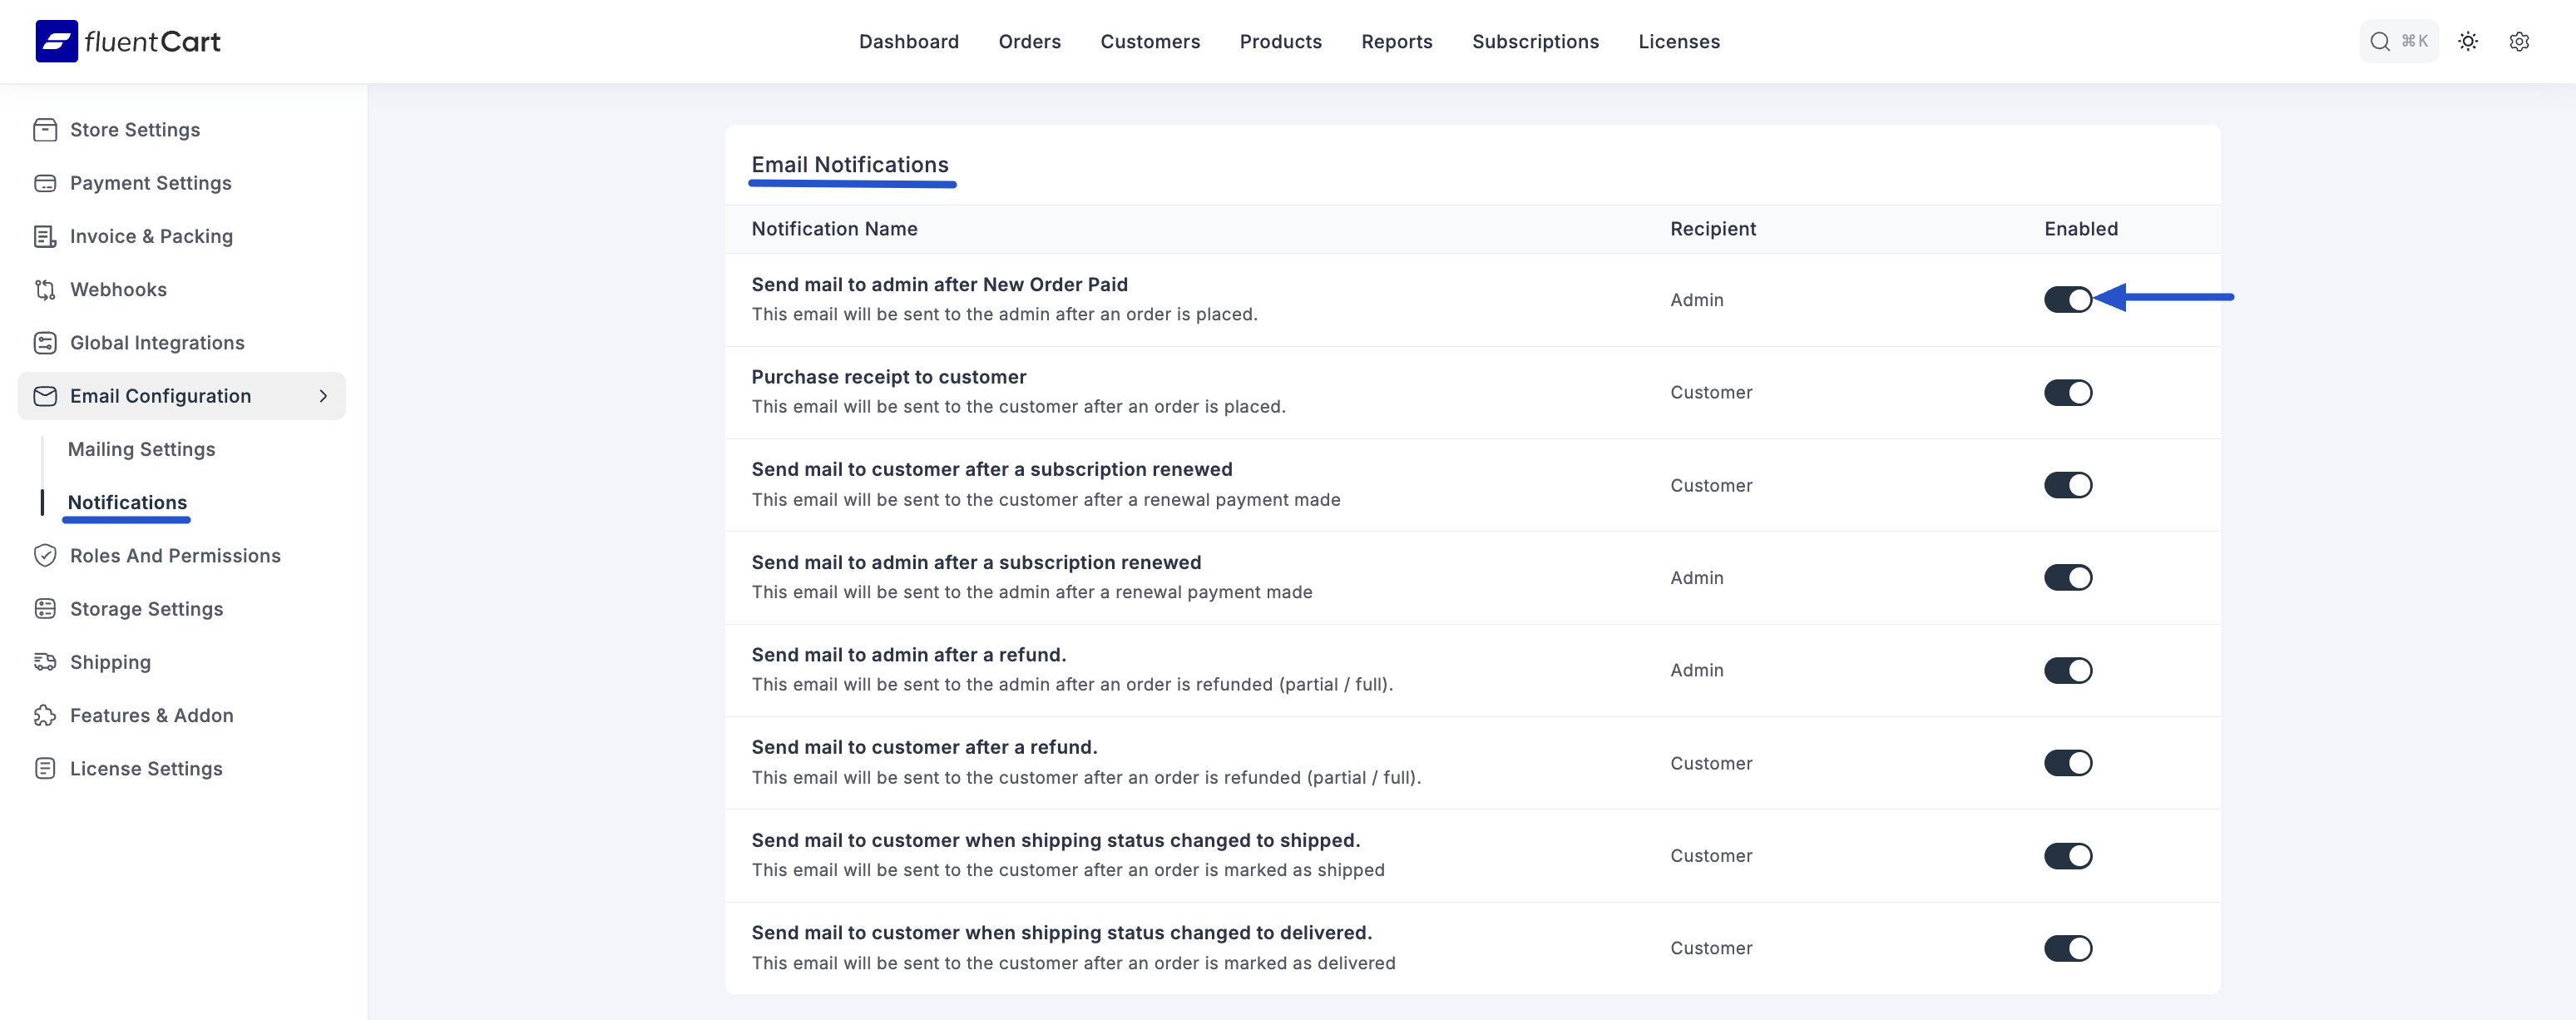 fluentCart
Dashboard Orders Customers Products Reports Subscriptions Licenses
⌘K
Store Settings
Payment Settings
Invoice & Packing
Webhooks
Global Integrations
Email Configuration
Mailing Settings
Notifications
Roles And Permissions
Storage Settings
Shipping
Features & Addon
License Settings
Email Notifications
Notification Name Recipient Enabled
Send mail to admin after New Order Paid
This email will be sent to the admin after an order is placed.
Admin
Purchase receipt to customer
This email will be sent to the customer after an order is placed.
Customer
Send mail to customer after a subscription renewed
This email will be sent to the customer after a renewal payment made
Customer
Send mail to admin after a subscription renewed
This email will be sent to the admin after a renewal payment made
Admin
Send mail to admin after a refund.
This email will be sent to the admin after an order is refunded (partial / full).
Admin
Send mail to customer after a refund.
This email will be sent to the customer after an order is refunded (partial / full).
Customer
Send mail to customer when shipping status changed to shipped.
This email will be sent to the customer after an order is marked as shipped
Customer
Send mail to customer when shipping status changed to delivered.
This email will be sent to the customer after an order is marked as delivered
Customer